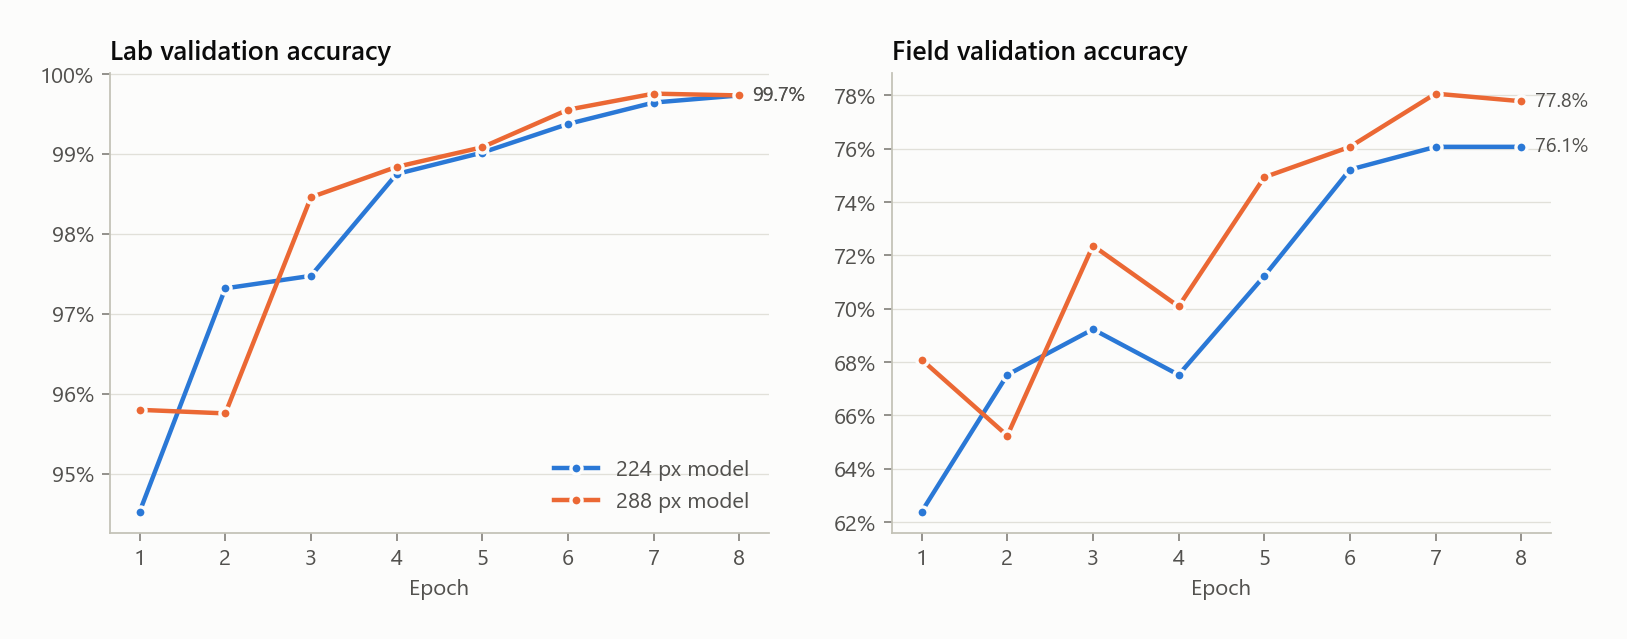 Lab validation accuracy
100%
99%
98%
97%
96%
95%
99.7%
224 px model
288 px model
1 2 3 4 5 6 7 8
Epoch
Field validation accuracy
78%
76%
74%
72%
70%
68%
66%
64%
62%
77.8%
76.1%
1 2 3 4 5 6 7 8
Epoch